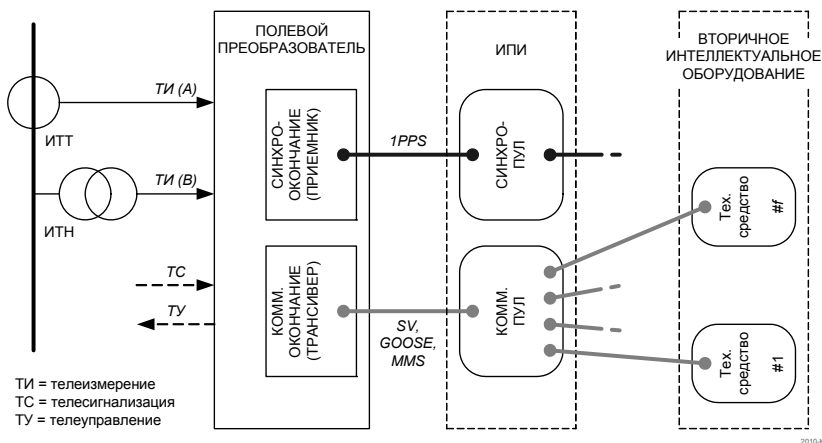 ПОЛЕВОЙ
ПРЕОБРАЗОВАТЕЛЬ
ИПИ
ВТОРИЧНОЕ
ИНТЕЛЛЕКТУАЛЬНОЕ
ОБОРУДОВАНИЕ
ТИ (А)
ИТТ
ТИ (В)
ИТН
ТС
ТУ
СИНХРО-
ОКОНЧАНИЕ
(ПРИЕМНИК)
1PPS
СИНХРО-
ПУЛ
КОММ.
ОКОНЧАНИЕ
(ТРАНСИВЕР)
SV,
GOOSE,
MMS
КОММ.
ПУЛ
Тех.
средство
#f
Тех.
средство
#1
ТИ = телеизмерение
ТС = телесигнализация
ТУ = телеуправление